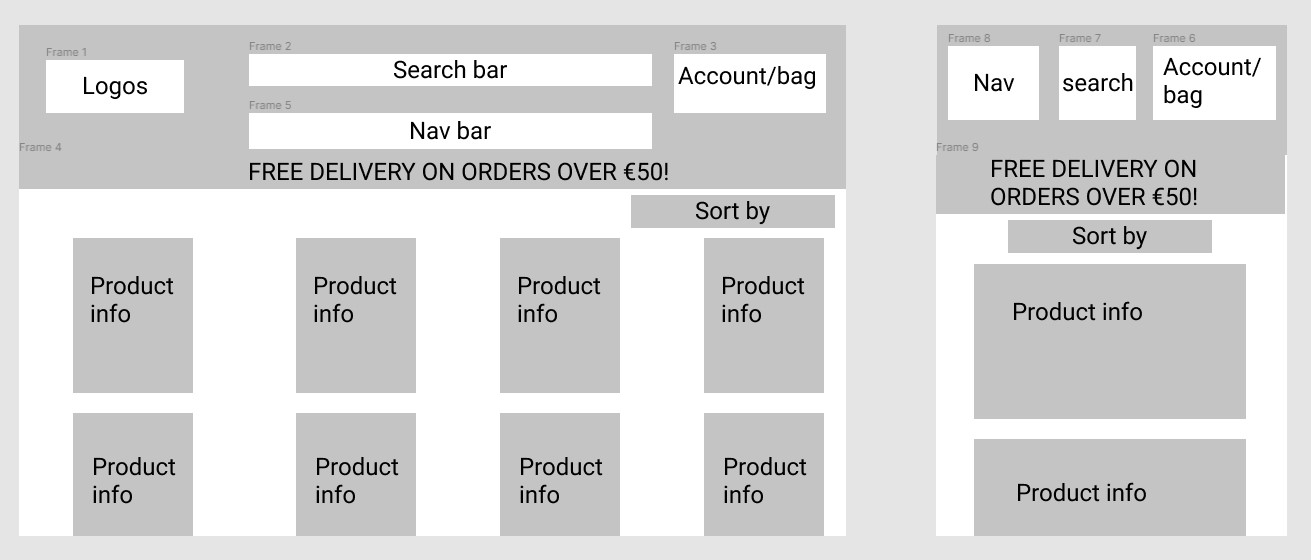 Frame 1
Logos
Frame 2
Search bar
Frame 3
Account/bag
Frame 5
Nav bar
Frame 4
FREE DELIVERY ON ORDERS OVER €50!
Sort by
Product
info
Product
info
Product
info
Product
info
Product
info
Product
info
Product
info
Product
info
Frame 8
Nav
Frame 7
search
Frame 6
Account/
bag
Frame 9
FREE DELIVERY ON
ORDERS OVER €50!
Sort by
Product info
Product info